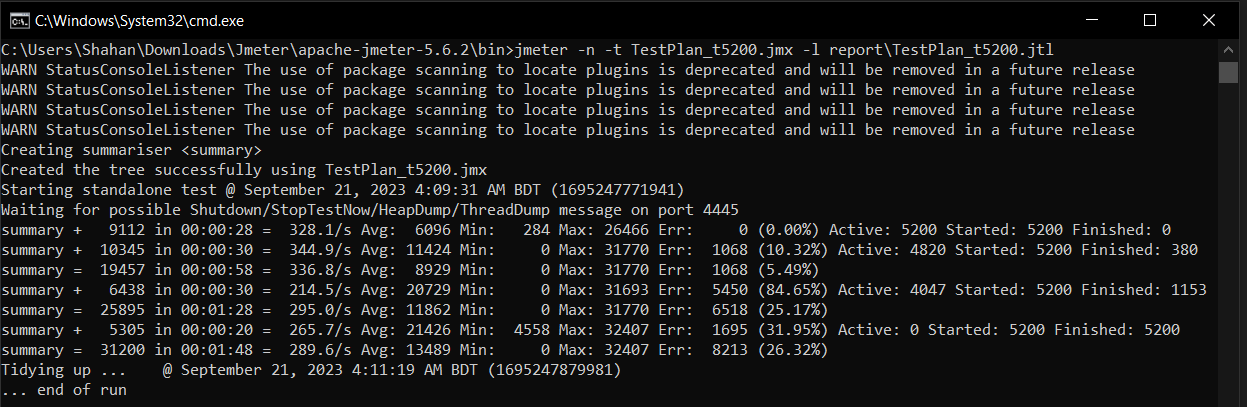 C:\Windows\System32\cmd.exe
C:\Users\Shahan\Downloads\Jmeter\apache-jmeter-5.6.2\bin>jmeter -n -t TestPlan_t5200.jmx -l report\TestPlan_t5200.jtl
WARN StatusConsoleListener The use of package scanning to locate plugins is deprecated and will be removed in a future release
WARN StatusConsoleListener The use of package scanning to locate plugins is deprecated and will be removed in a future release
WARN StatusConsoleListener The use of package scanning to locate plugins is deprecated and will be removed in a future release
WARN StatusConsoleListener The use of package scanning to locate plugins is deprecated and will be removed in a future release
Creating summariser <summary>
Created the tree successfully using TestPlan_t5200.jmx
Starting standalone test @ September 21, 2023 4:09:31 AM BDT (1695247771941)
Waiting for possible Shutdown/StopTestNow/HeapDump/ThreadDump message on port 4445
summary +   9112 in 00:00:28 =  328.1/s Avg:  6096 Min:   284 Max: 26466 Err:     0 (0.00%) Active: 5200 Started: 5200 Finished: 0
summary +  10345 in 00:00:30 =  344.9/s Avg: 11424 Min:     0 Max: 31770 Err:  1068 (10.32%) Active: 4820 Started: 5200 Finished: 380
summary =  19457 in 00:00:58 =  336.8/s Avg:  8929 Min:     0 Max: 31770 Err:  1068 (5.49%)
summary +   6438 in 00:00:30 =  214.5/s Avg: 20729 Min:     0 Max: 31693 Err:  5450 (84.65%) Active: 4047 Started: 5200 Finished: 1153
summary =  25895 in 00:01:28 =  295.0/s Avg: 11862 Min:     0 Max: 31770 Err:  6518 (25.17%)
summary +   5305 in 00:00:20 =  265.7/s Avg: 21426 Min:  4558 Max: 32407 Err:  1695 (31.95%) Active: 0 Started: 5200 Finished: 5200
summary =  31200 in 00:01:48 =  289.6/s Avg: 13489 Min:     0 Max: 32407 Err:  8213 (26.32%)
Tidying up ...    @ September 21, 2023 4:11:19 AM BDT (1695247879981)
... end of run